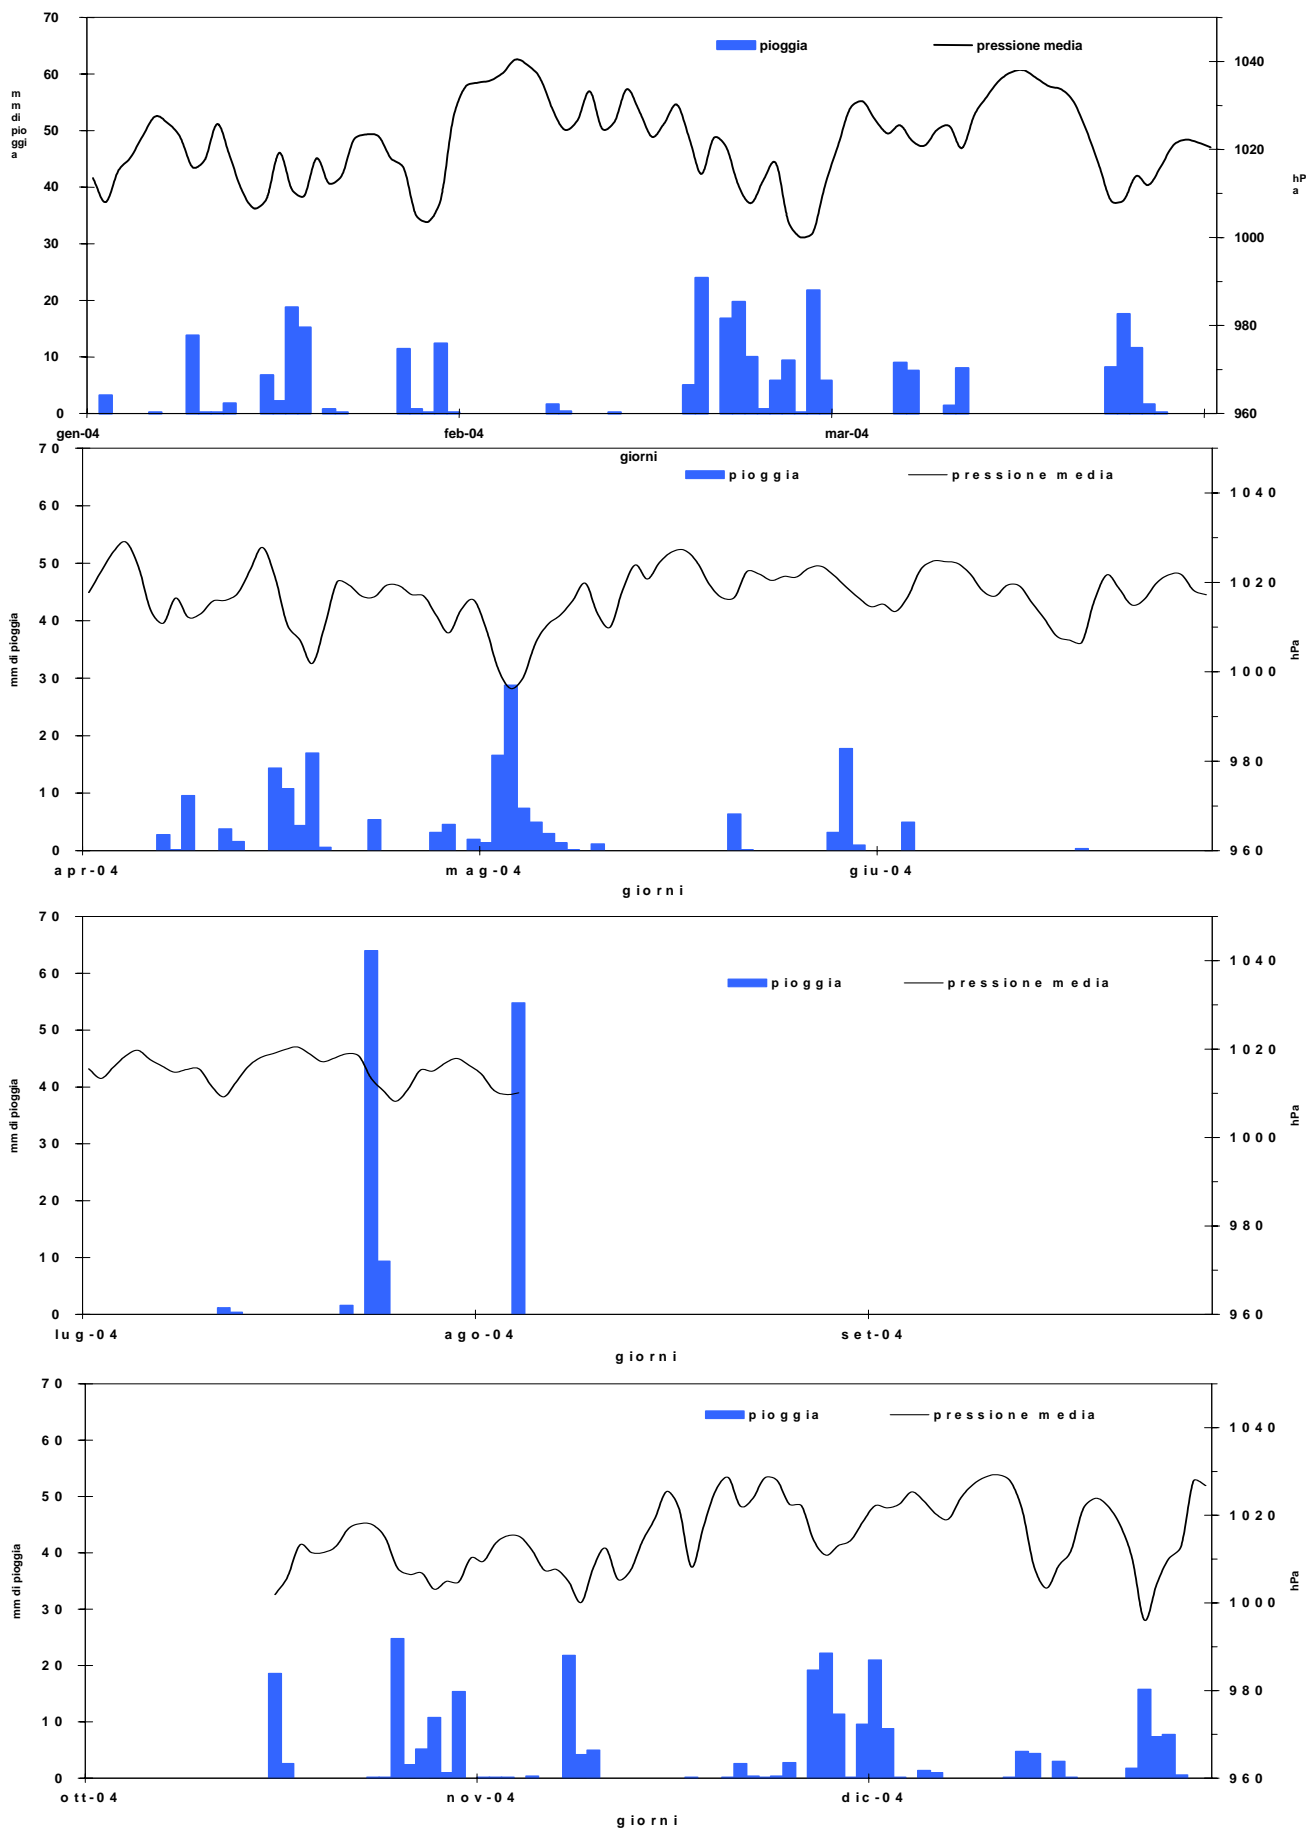 70
60
50
40
30
20
10
0
m
m di
pio
ggi
a
pioggia
pressione media
1040
1020
1000
980
960
hP
a
gen-04
feb-04
mar-04
giorni
70
60
50
40
30
20
10
0
mm di pioggia
pioggia
pressione media
1040
1020
1000
980
960
hPa
apr-04
mag-04
giu-04
giorni
70
60
50
40
30
20
10
0
mm di pioggia
pioggia
pressione media
1040
1020
1000
980
960
hPa
lug-04
ago-04
set-04
giorni
70
60
50
40
30
20
10
0
mm di pioggia
pioggia
pressione media
1040
1020
1000
980
960
hPa
ott-04
nov-04
dic-04
giorni